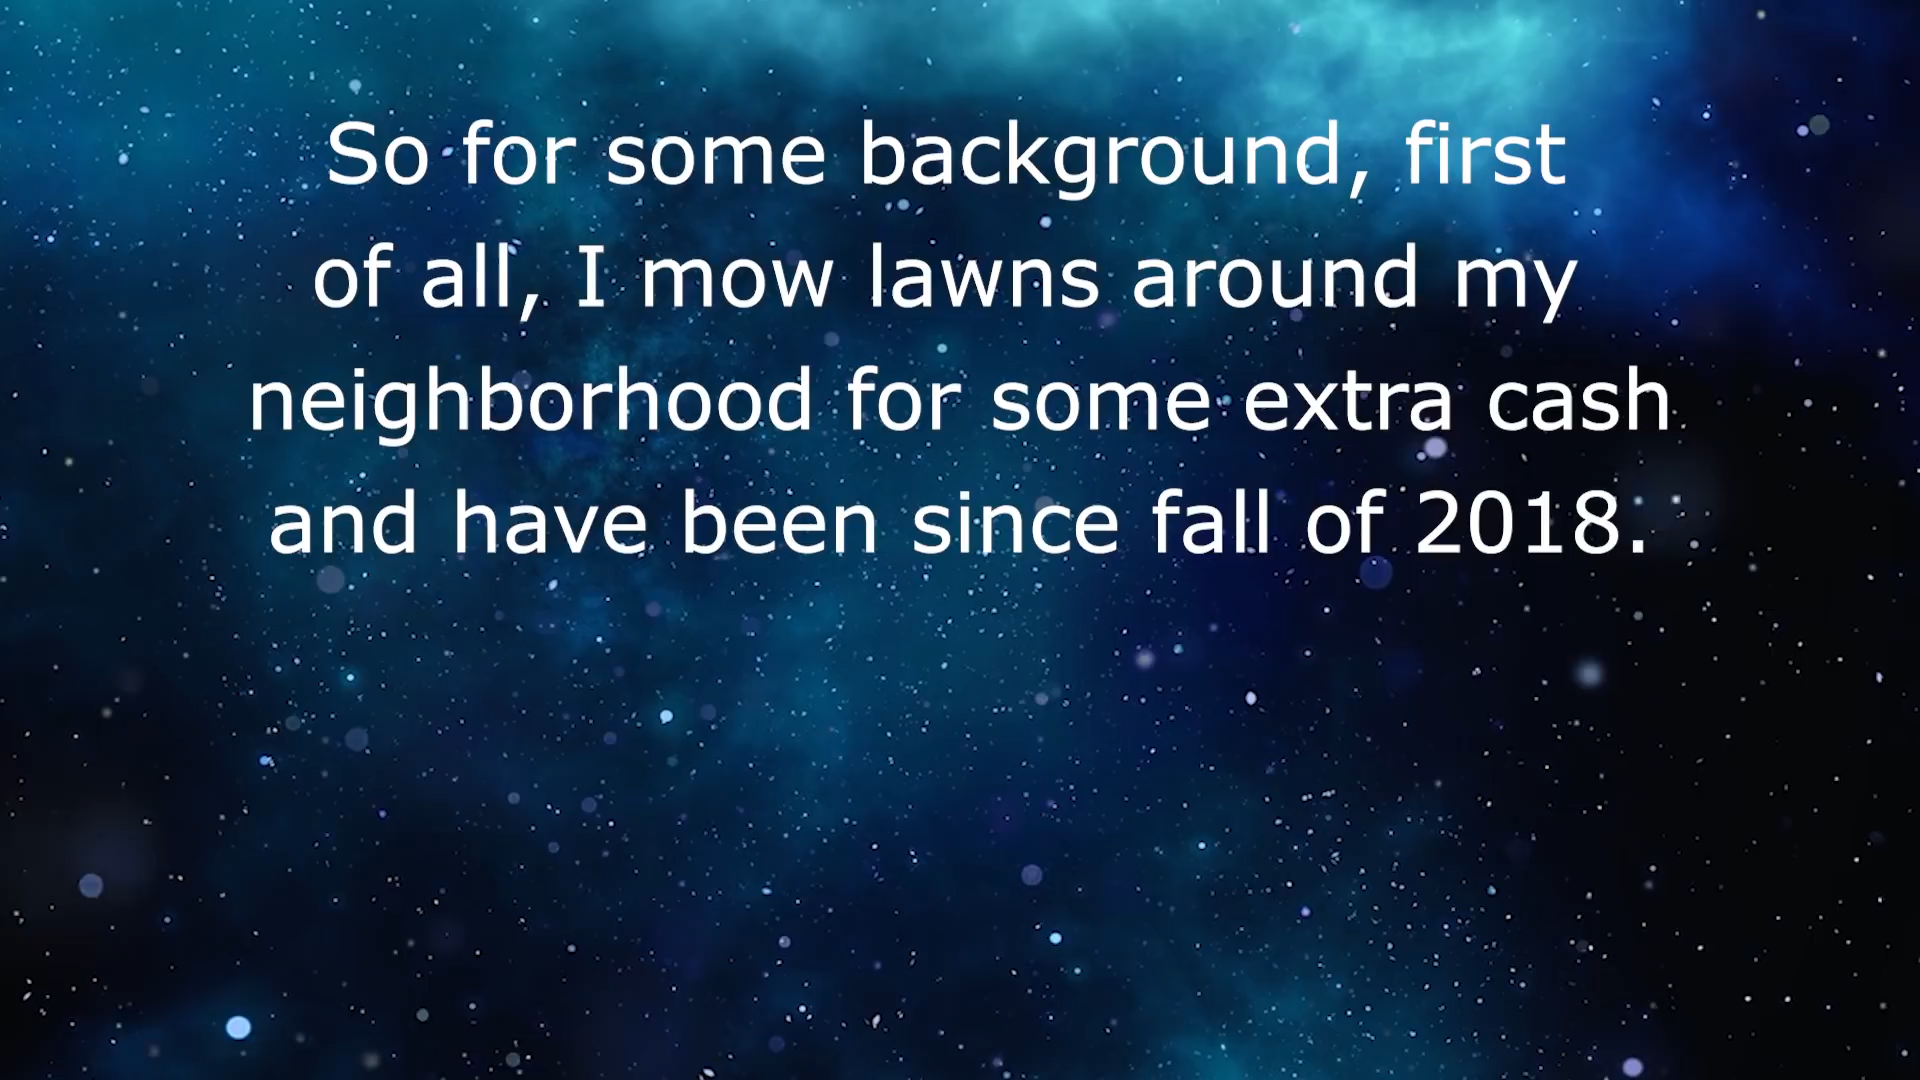 So for some background, first
of all, I mow lawns around my
neighborhood for some extra cash
and have been since fall of 2018.